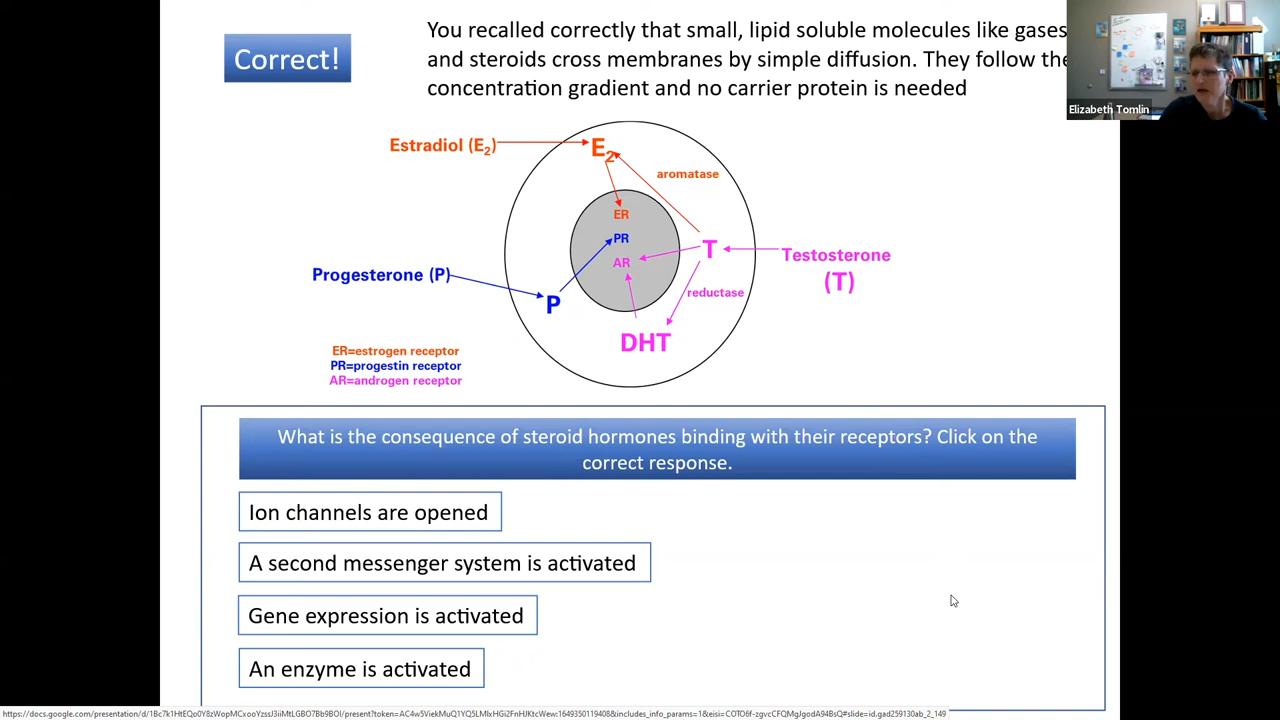 Correct!
You recalled correctly that small, lipid soluble molecules like gases
and steroids cross membranes by simple diffusion. They follow the
concentration gradient and no carrier protein is needed
Elizabeth Tomlin
Estradiol (E2)
E2
aromatase
ER
PR
AR
T
Testosterone
(T)
Progesterone (P)
P
reductase
DHT
ER=estrogen receptor
PR=progestin receptor
AR=androgen receptor
What is the consequence of steroid hormones binding with their receptors? Click on the
correct response.
Ion channels are opened
A second messenger system is activated
Gene expression is activated
An enzyme is activated